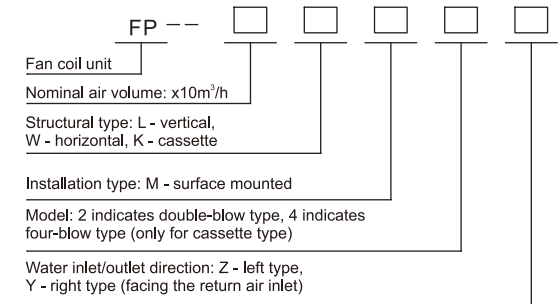 FP --
Fan coil unit
Nominal air volume: x10m³/h
Structural type: L - vertical,
W - horizontal, K - cassette
Installation type: M - surface mounted
Model: 2 indicates double-blow type, 4 indicates
four-blow type (only for cassette type)
Water inlet/outlet direction: Z - left type,
Y - right type (facing the return air inlet)